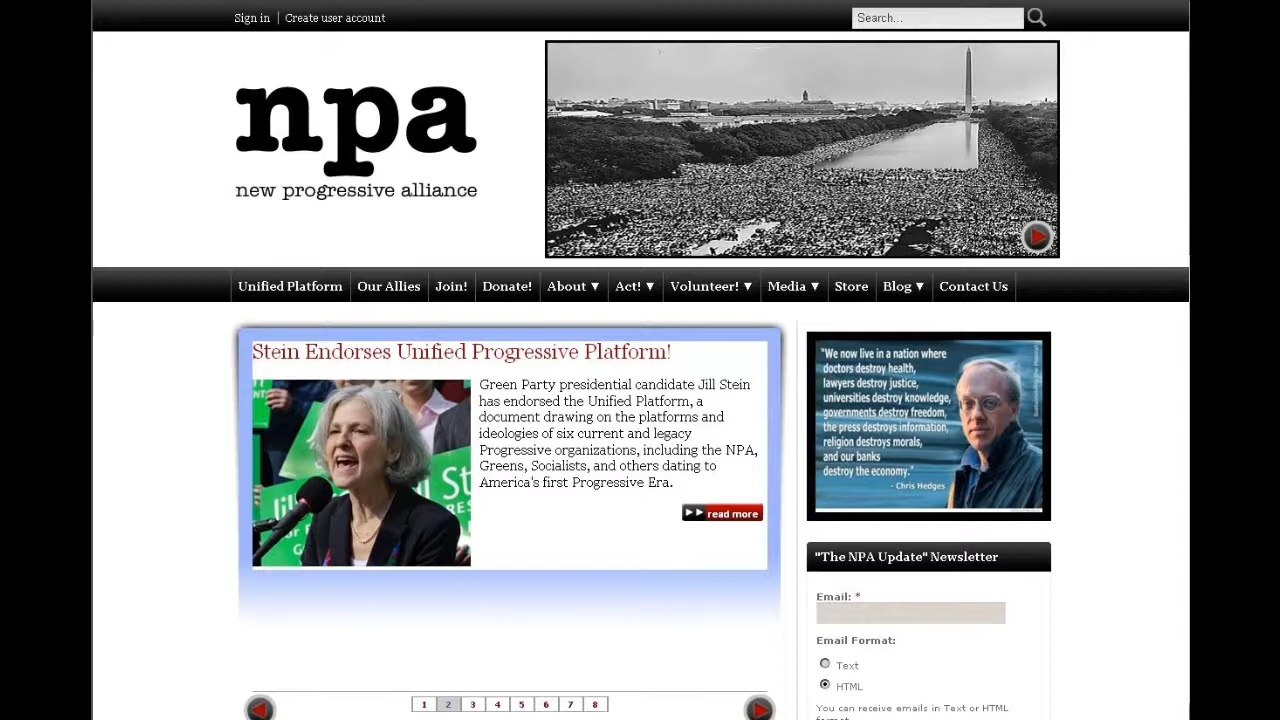 Sign in
Create user account
Search...
npa
new progressive alliance
Unified Platform
Our Allies
Join!
Donate!
About ▼
Act! ▼
Volunteer! ▼
Media ▼
Store
Blog ▼
Contact Us
Stein Endorses Unified Progressive Platform!
Green Party presidential candidate Jill Stein
has endorsed the Unified Platform, a
document drawing on the platforms and
ideologies of six current and legacy
Progressive organizations, including the NPA,
Greens, Socialists, and others dating to
America's first Progressive Era.
read more
1 2 3 4 5 6 7 8
"We now live in a nation where
doctors destroy health,
lawyers destroy justice,
universities destroy knowledge,
governments destroy freedom,
the press destroys information,
religion destroys morals,
and our banks
destroy the economy."
- Chris Hedges
"The NPA Update" Newsletter
Email: *
Email Format:
Text
HTML
You can receive emails in Text or HTML
format